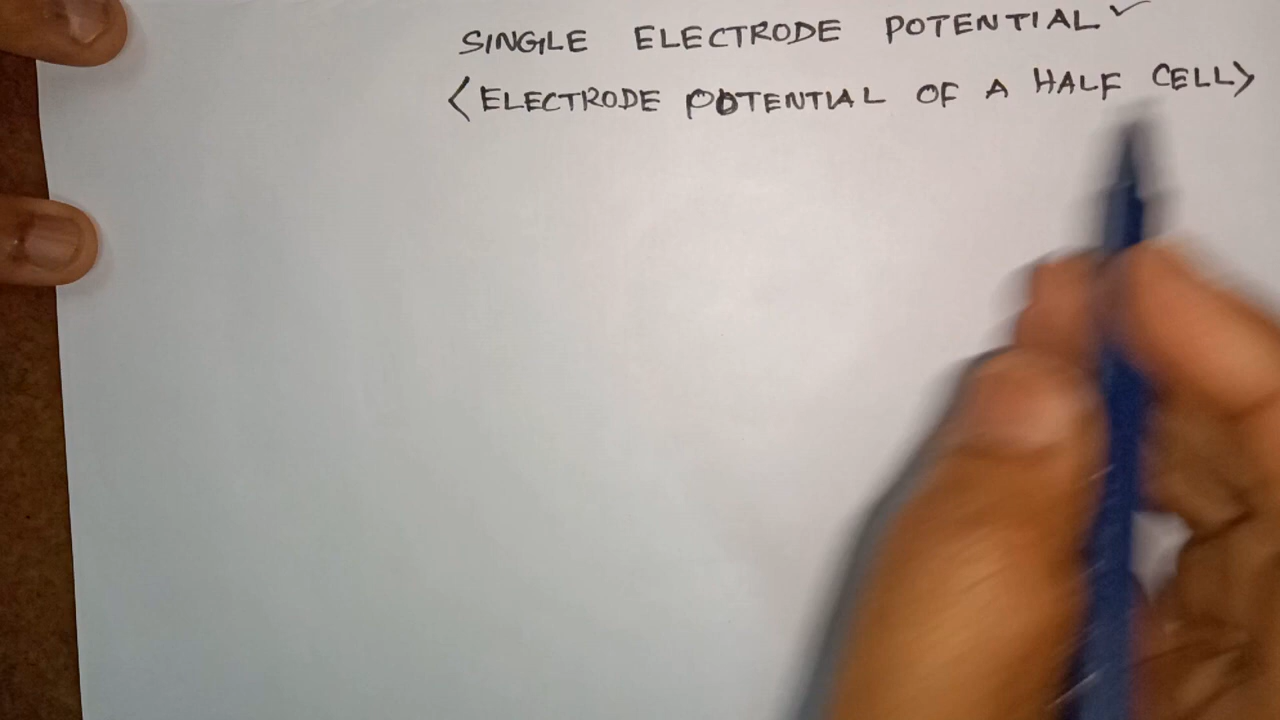 SINGLE ELECTRODE POTENTIAL ✓
<ELECTRODE POTENTIAL OF A HALF CELL>